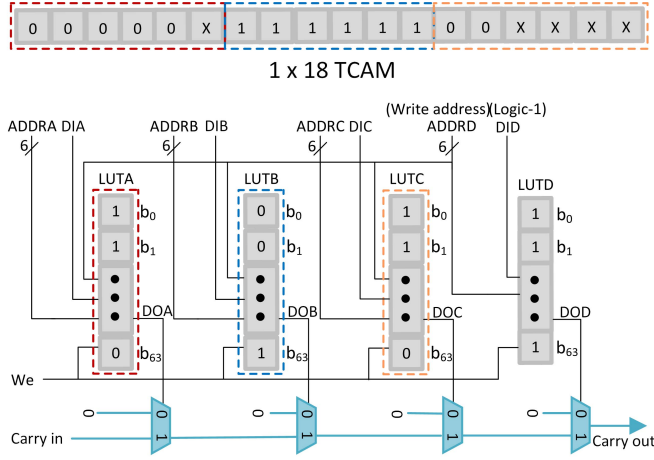 0 0 0 0 0 X 1 1 1 1 1 1 0 0 X X X X
1 x 18 TCAM
(Write address)(Logic-1)
ADDRA DIA ADDRB DIB ADDRC DIC ADDRD DID
6 6 6 6
LUTA LUTB LUTC LUTD
1 b0 0 b0 1 b0 1 b0
1 b1 0 b1 1 b1 1 b1
DOA DOB DOC DOD
0 b63 1 b63 0 b63 1 b63
We
0 0 0 0 0 0 0 0
Carry in 1 1 1 1 Carry out